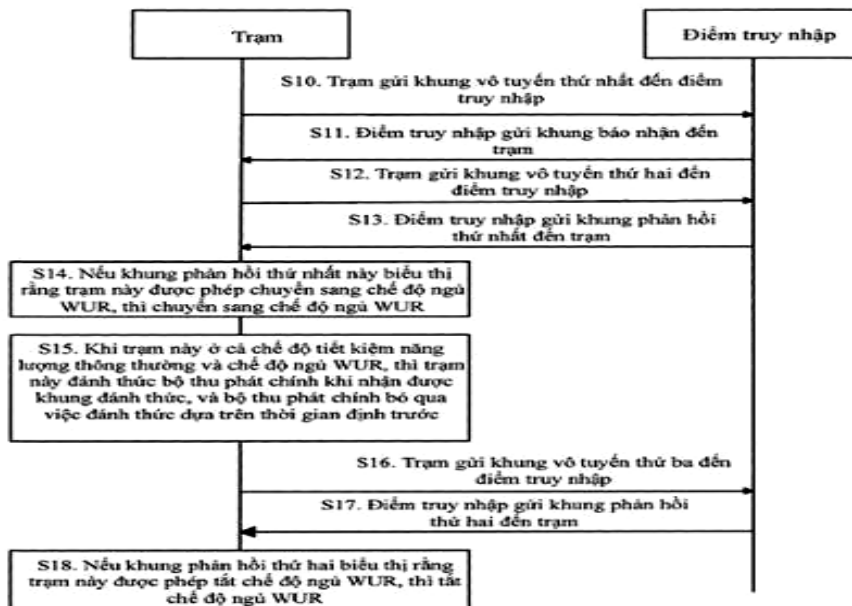 Trạm
Điểm truy nhập
S10. Trạm gửi khung vô tuyến thứ nhất đến điểm
truy nhập
S11. Điểm truy nhập gửi khung báo nhận đến
trạm
S12. Trạm gửi khung vô tuyến thứ hai đến
điểm truy nhập
S13. Điểm truy nhập gửi khung phản hồi
thứ nhất đến trạm
S14. Nếu khung phản hồi thứ nhất này biểu thị
rằng trạm này được phép chuyển sang chế độ ngủ
WUR, thì chuyển sang chế độ ngủ WUR
S15. Khi trạm này ở cả chế độ tiết kiệm năng
lượng thông thường và chế độ ngủ WUR, thì trạm
này đánh thức bộ thu phát chính khi nhận được
khung đánh thức, và bộ thu phát chính bỏ qua
việc đánh thức dựa trên thời gian định trước
S16. Trạm gửi khung vô tuyến thứ ba đến
điểm truy nhập
S17. Điểm truy nhập gửi khung phản hồi
thứ hai đến trạm
S18. Nếu khung phản hồi thứ hai biểu thị rằng
trạm này được phép tắt chế độ ngủ WUR, thì tắt
chế độ ngủ WUR